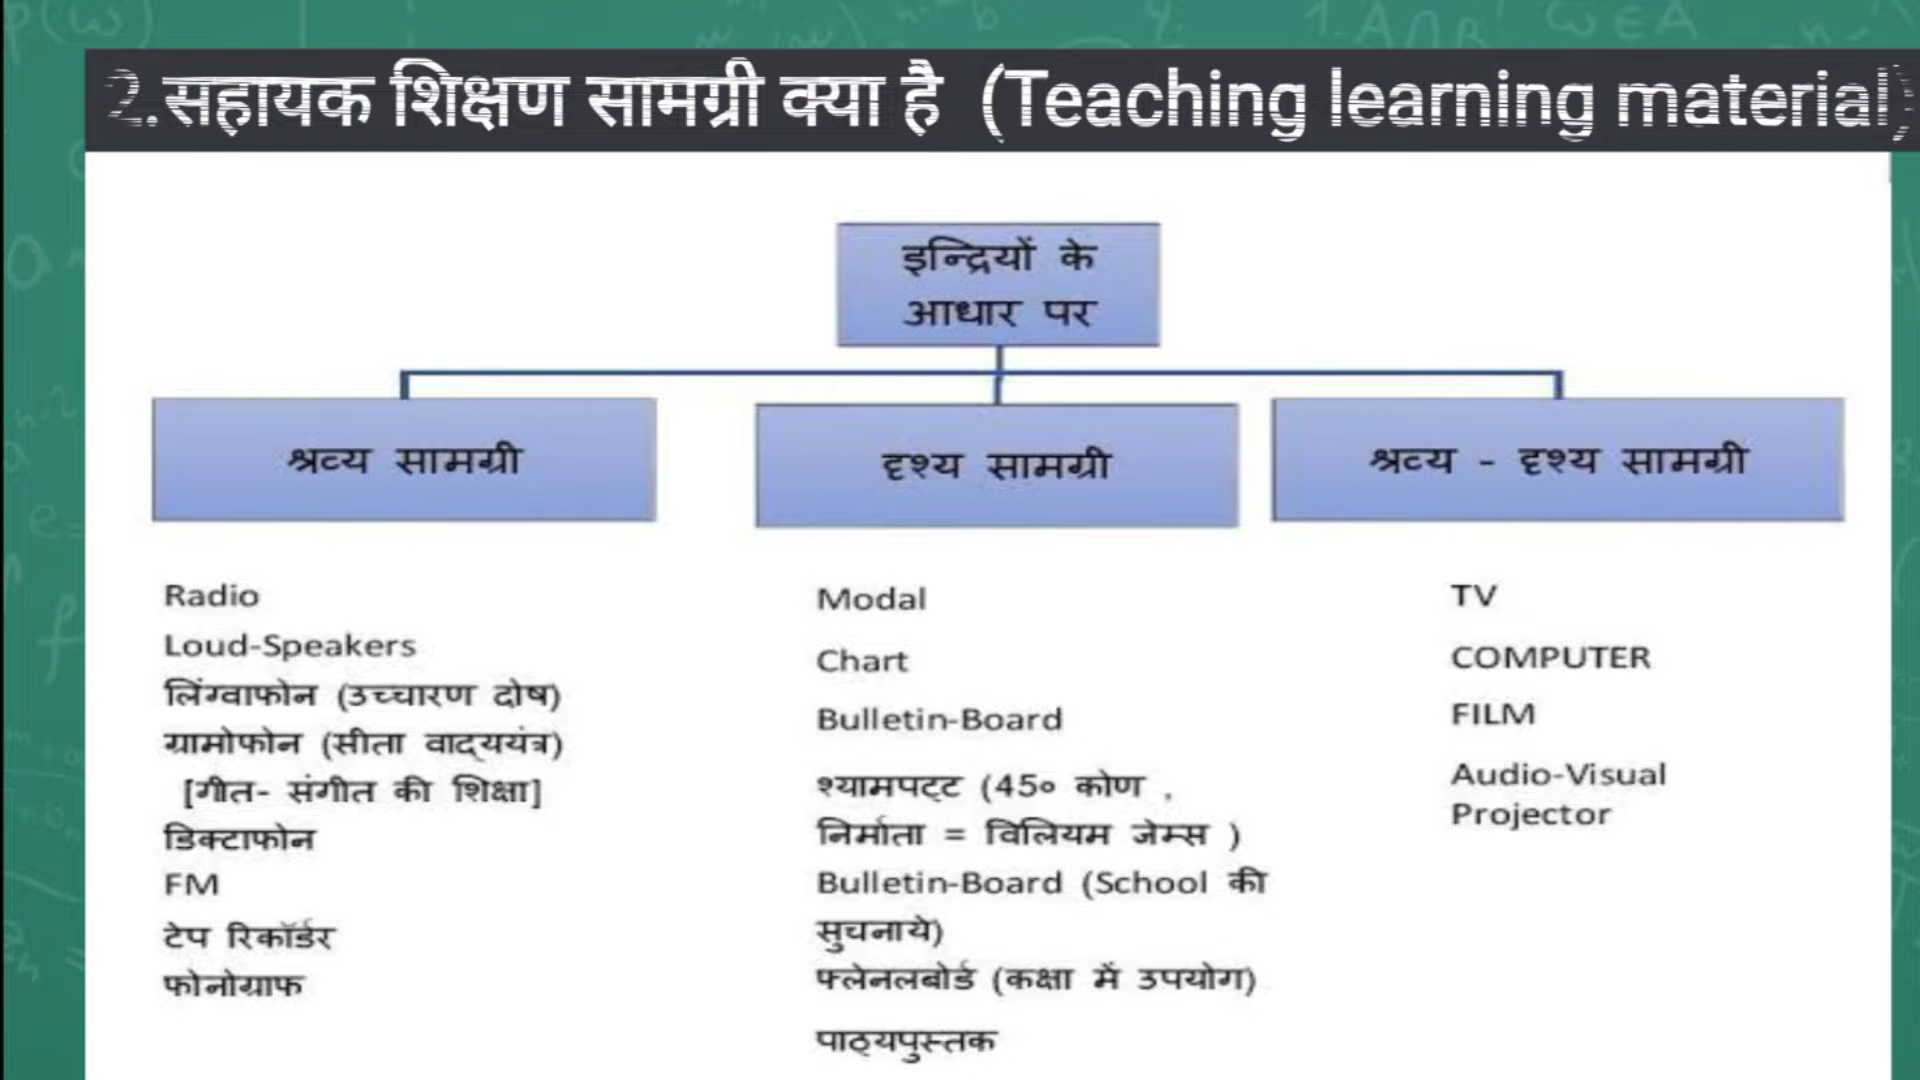 2.सहायक शिक्षण सामग्री क्या है (Teaching learning material)
इन्द्रियों के
आधार पर
श्रव्य सामग्री
दृश्य सामग्री
श्रव्य - दृश्य सामग्री
Radio
Loud-Speakers
लिंग्वाफोन (उच्चारण दोष)
ग्रामोफोन (सीता वाद्ययंत्र)
[गीत- संगीत की शिक्षा]
डिक्टाफोन
FM
टेप रिकॉर्डर
फोनोग्राफ
Modal
Chart
Bulletin-Board
श्यामपट्ट (45० कोण ,
निर्माता = विलियम जेम्स )
Bulletin-Board (School की
सुचनाये)
फ्लेनलबोर्ड (कक्षा में उपयोग)
पाठ्यपुस्तक
TV
COMPUTER
FILM
Audio-Visual
Projector